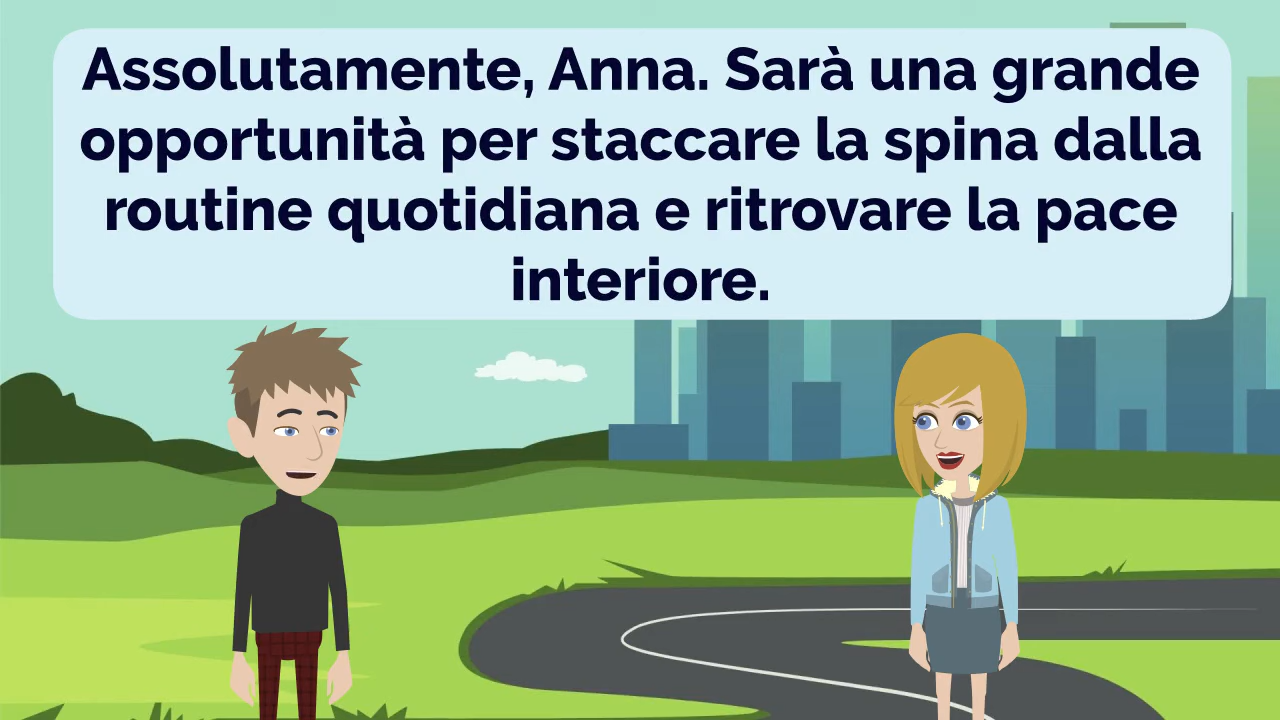 Assolutamente, Anna. Sarà una grande
opportunità per staccare la spina dalla
routine quotidiana e ritrovare la pace
interiore.